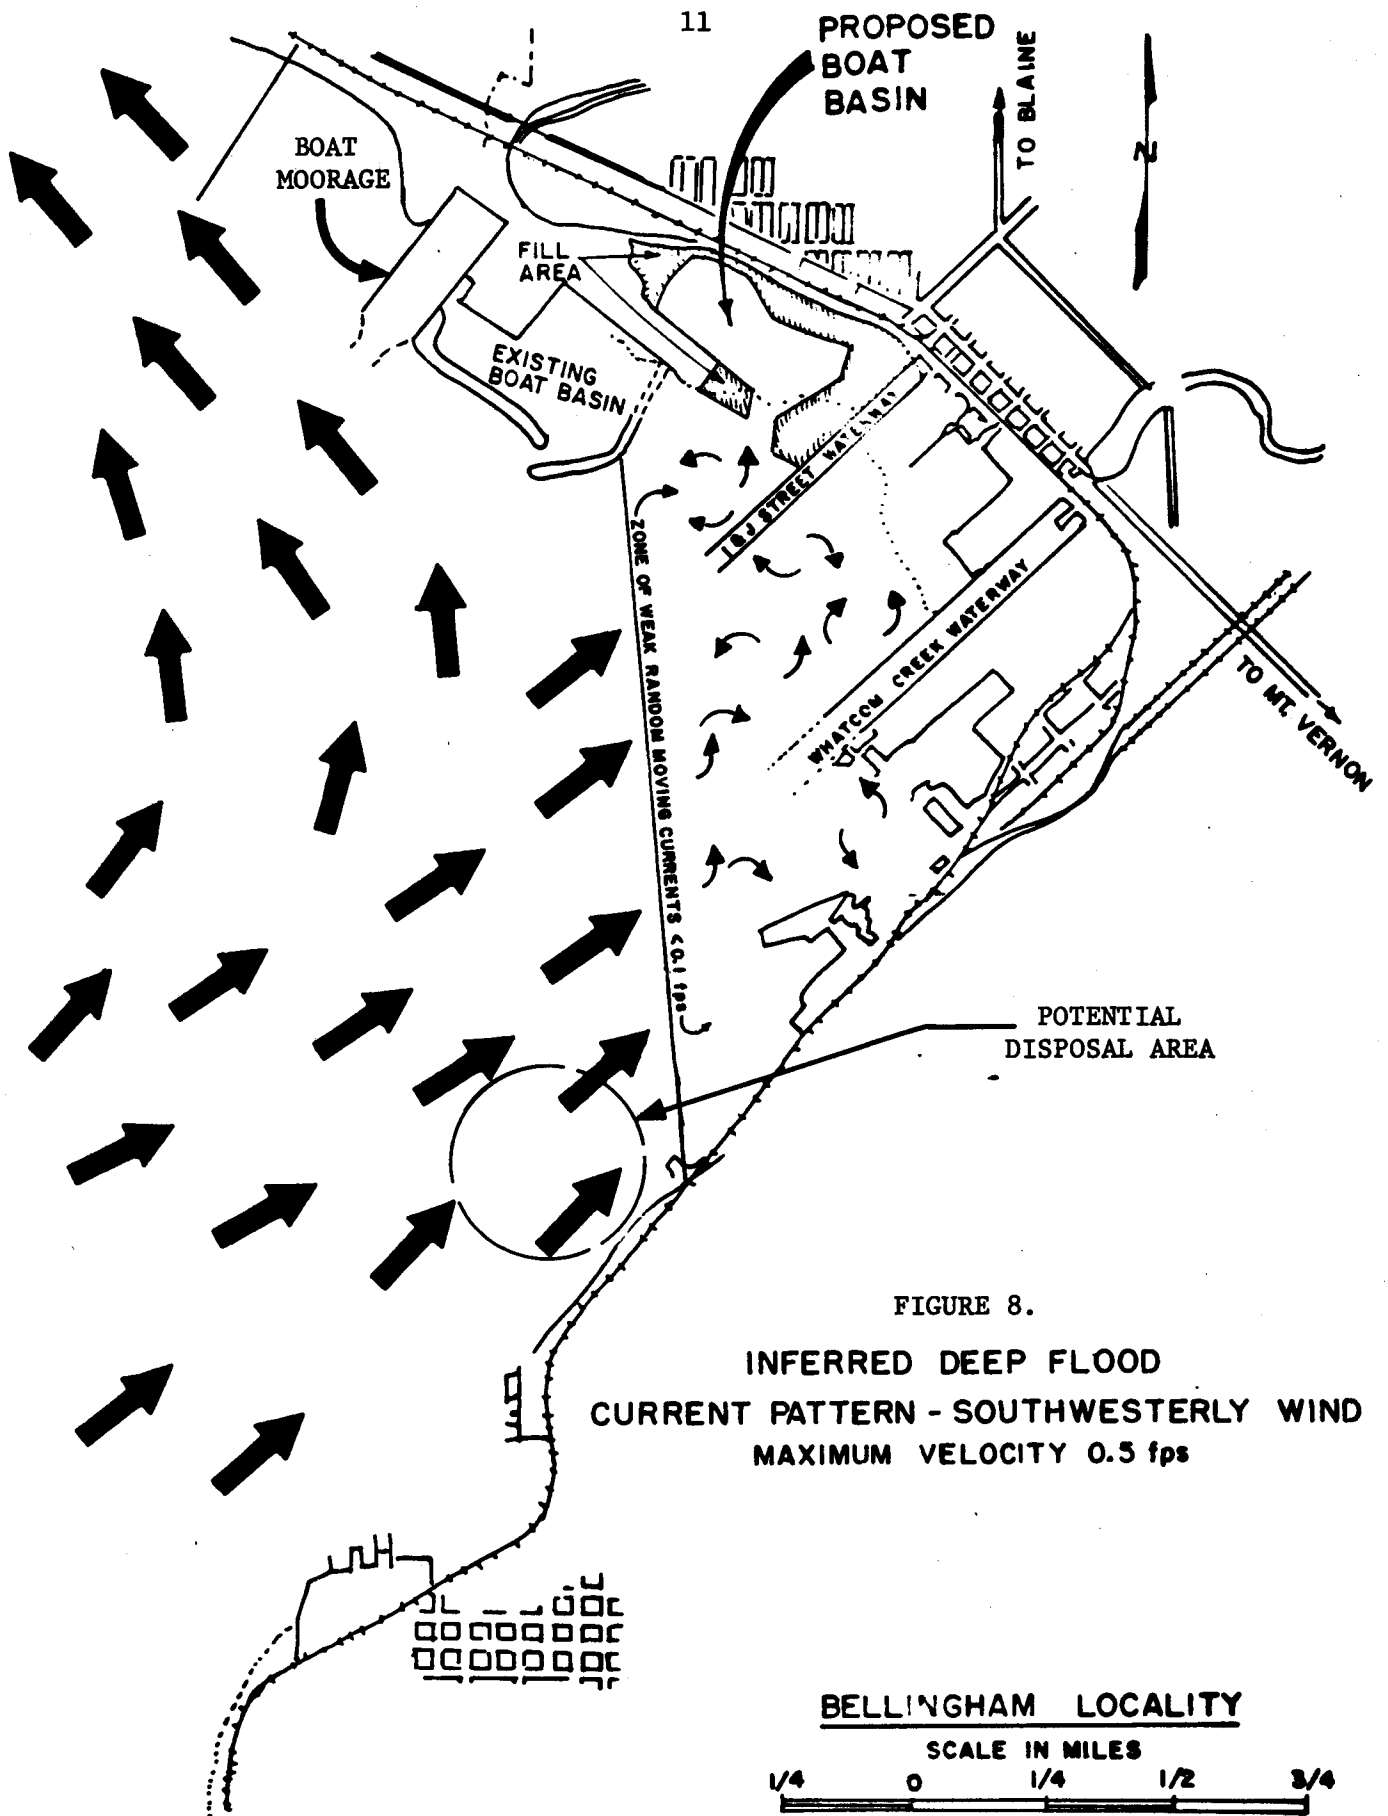 11
PROPOSED
BOAT
BASIN
TO BLAINE
N
BOAT
MOORAGE
FILL
AREA
EXISTING
BOAT BASIN
I & J STREET WATERWAY
ZONE OF WEAK RANDOM MOVING CURRENTS < 0.1 fps
WHATCOM CREEK WATERWAY
TO MT. VERNON
POTENTIAL
DISPOSAL AREA
FIGURE 8.
INFERRED DEEP FLOOD
CURRENT PATTERN - SOUTHWESTERLY WIND
MAXIMUM VELOCITY 0.5 fps
BELLINGHAM LOCALITY
SCALE IN MILES
1/4 0 1/4 1/2 3/4